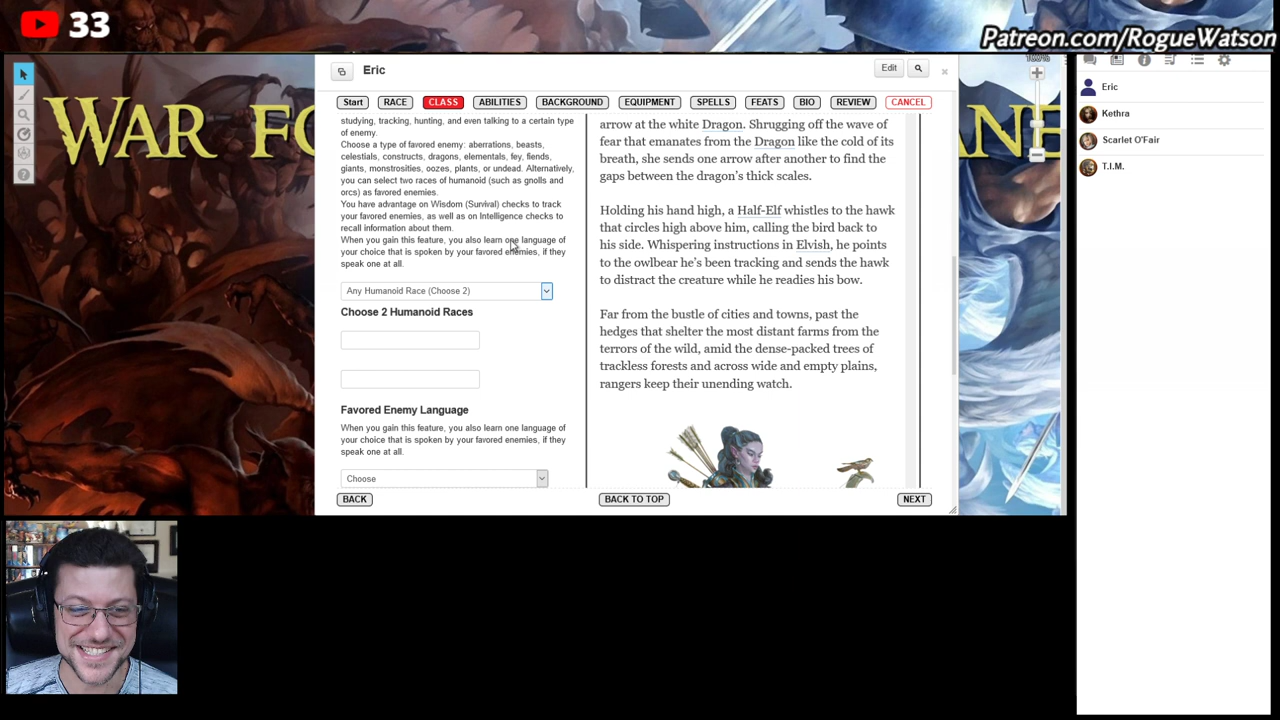 33
Patreon.com/RogueWatson
WAR FO
ANE
Eric
Edit
100%
Start RACE CLASS ABILITIES BACKGROUND EQUIPMENT SPELLS FEATS BIO REVIEW CANCEL
studying, tracking, hunting, and even talking to a certain type
of enemy.
Choose a type of favored enemy: aberrations, beasts,
celestials, constructs, dragons, elementals, fey, fiends,
giants, monstrosities, oozes, plants, or undead. Alternatively,
you can select two races of humanoid (such as gnolls and
orcs) as favored enemies.
You have advantage on Wisdom (Survival) checks to track
your favored enemies, as well as on Intelligence checks to
recall information about them.
When you gain this feature, you also learn one language of
your choice that is spoken by your favored enemies, if they
speak one at all.
Any Humanoid Race (Choose 2)
Choose 2 Humanoid Races
Favored Enemy Language
When you gain this feature, you also learn one language of
your choice that is spoken by your favored enemies, if they
speak one at all.
Choose
arrow at the white Dragon. Shrugging off the wave of
fear that emanates from the Dragon like the cold of its
breath, she sends one arrow after another to find the
gaps between the dragon's thick scales.
Holding his hand high, a Half-Elf whistles to the hawk
that circles high above him, calling the bird back to
his side. Whispering instructions in Elvish, he points
to the owlbear he's been tracking and sends the hawk
to distract the creature while he readies his bow.
Far from the bustle of cities and towns, past the
hedges that shelter the most distant farms from the
terrors of the wild, amid the dense-packed trees of
trackless forests and across wide and empty plains,
rangers keep their unending watch.
BACK BACK TO TOP NEXT
Eric
Kethra
Scarlet O'Fair
T.I.M.